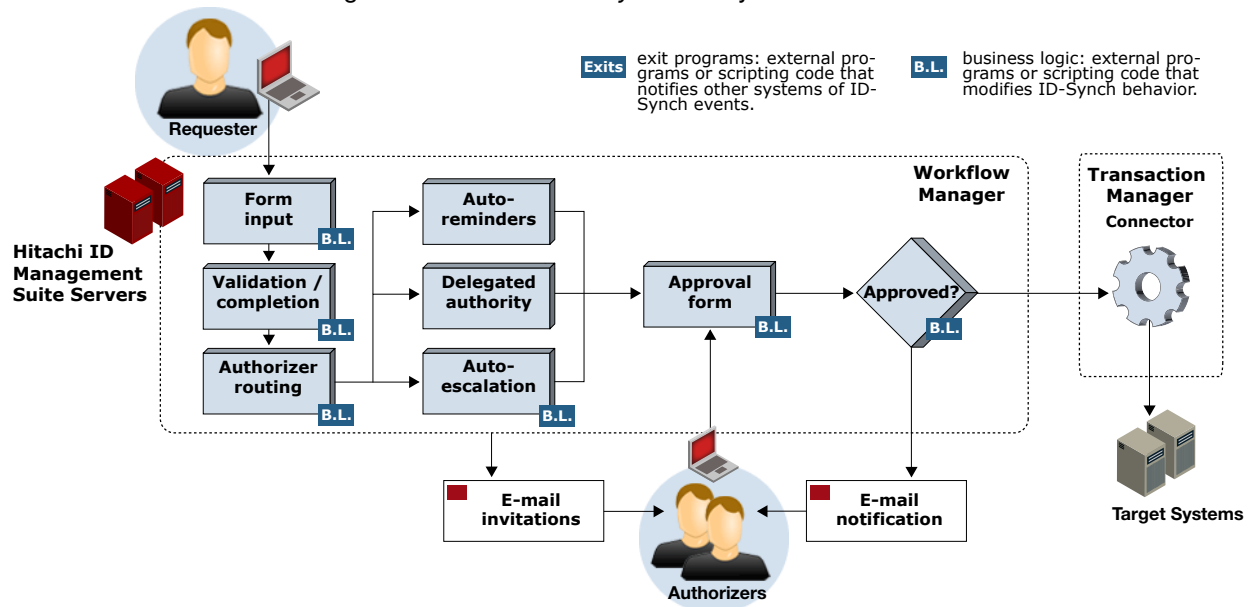 Exits
exit programs: external pro-
grams or scripting code that
notifies other systems of ID-
Synch events.
B.L.
business logic: external pro-
grams or scripting code that
modifies ID-Synch behavior.
Requester
Workflow
Manager
Transaction
Manager
Connector
Hitachi ID
Management
Suite Servers
Form
input
B.L.
Auto-
reminders
Validation /
completion
B.L.
Delegated
authority
Approval
form
B.L.
Approved?
B.L.
Authorizer
routing
B.L.
Auto-
escalation
B.L.
E-mail
invitations
E-mail
notification
Authorizers
Target Systems